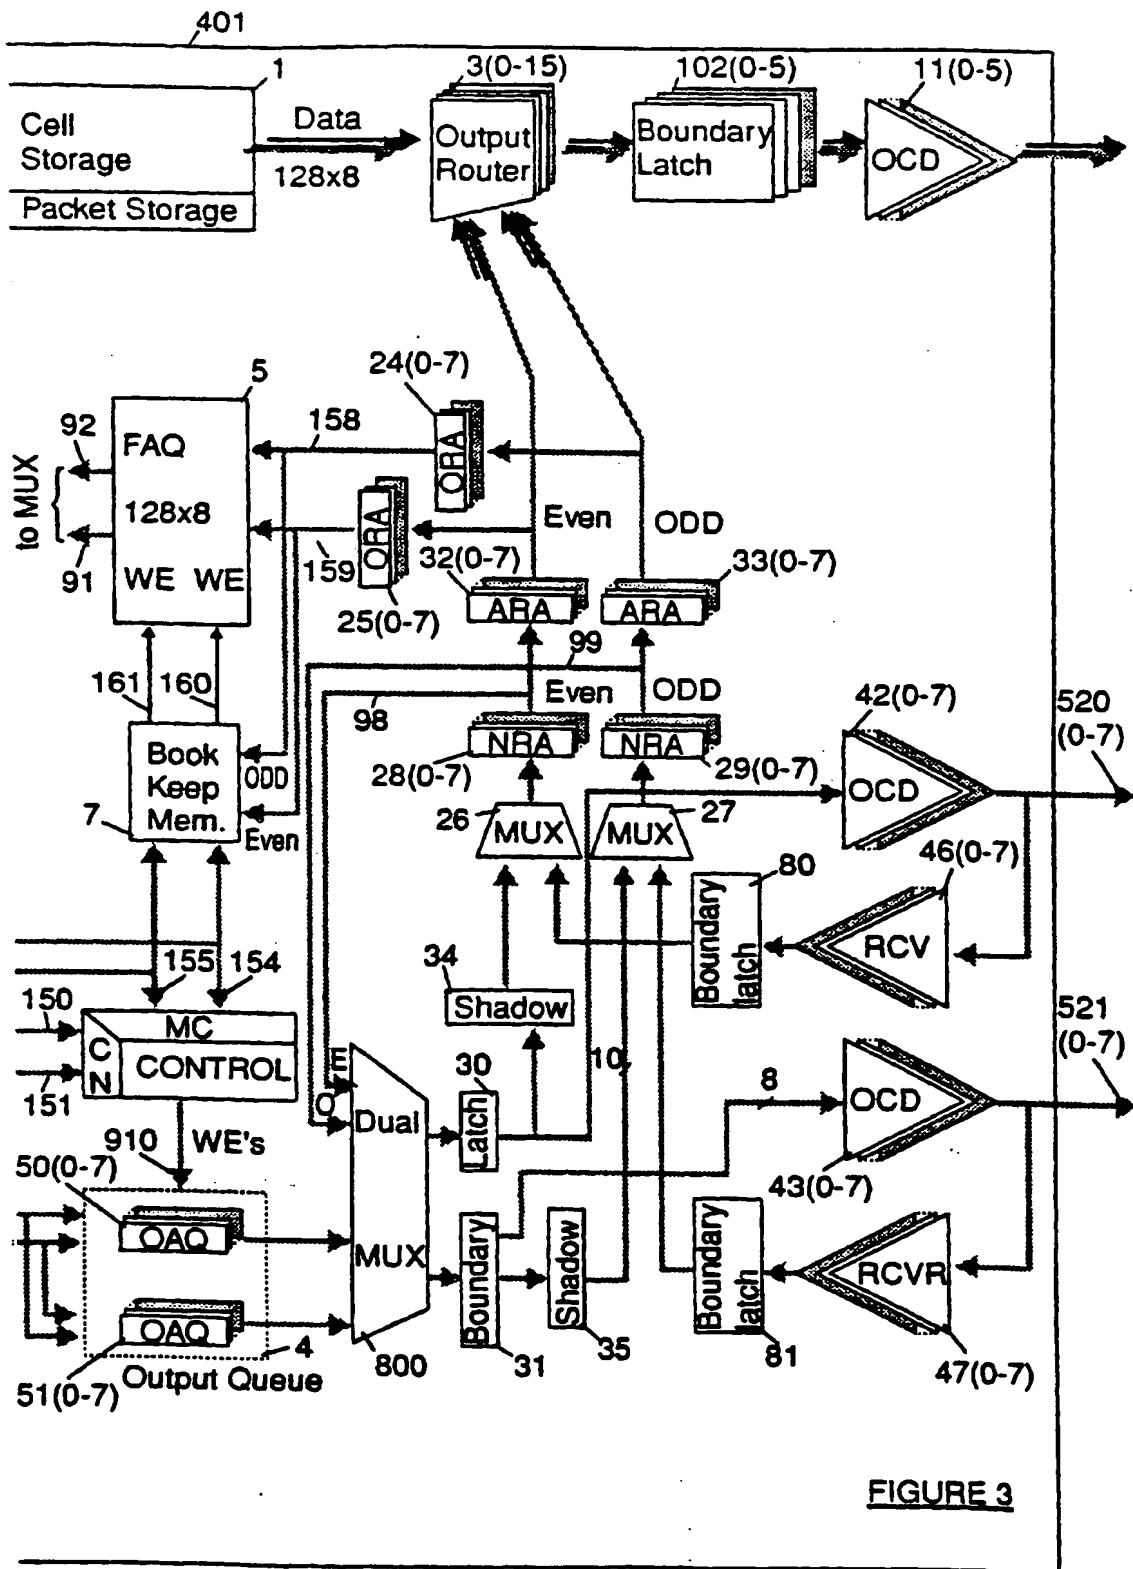 401
1
3(0-15)
102(0-5)
11(0-5)
Cell
Storage
Packet Storage
Data
128x8
Output
Router
Boundary
Latch
OCD
24(0-7)
5
158
92
FAQ
ORA
to MUX
128x8
ORA
Even
ODD
91
159
32(0-7)
33(0-7)
WE WE
25(0-7)
ARA
ARA
99
161
160
Even
ODD
98
42(0-7)
520
(0-7)
Book
Keep
Mem.
ODD
NRA
NRA
28(0-7)
29(0-7)
OCD
7
Even
26
MUX
MUX
27
46(0-7)
80
Boundary
latch
RCV
155
154
34
150
Shadow
521
(0-7)
MC
C
N
CONTROL
151
E
O
30
10
8
OCD
Dual
Latch
910
WE's
50(0-7)
43(0-7)
OAQ
MUX
Boundary
Shadow
Boundary
latch
RCVR
OAQ
4
800
31
35
81
47(0-7)
51(0-7)
Output Queue
FIGURE 3